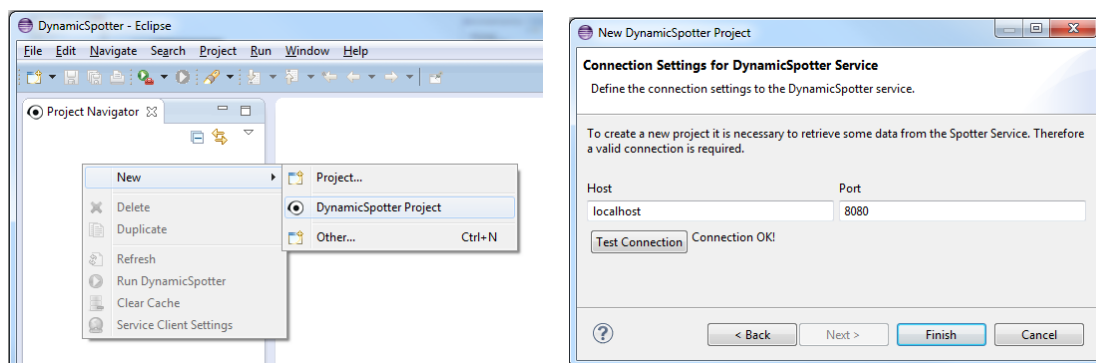 DynamicSpotter - Eclipse
File Edit Navigate Search Project Run Window Help
Project Navigator
New
Project...
Delete
DynamicSpotter Project
Duplicate
Other... Ctrl+N
Refresh
Run DynamicSpotter
Clear Cache
Service Client Settings
New DynamicSpotter Project
Connection Settings for DynamicSpotter Service
Define the connection settings to the DynamicSpotter service.
To create a new project it is necessary to retrieve some data from the Spotter Service. Therefore
a valid connection is required.
Host Port
localhost 8080
Test Connection Connection OK!
? < Back Next > Finish Cancel